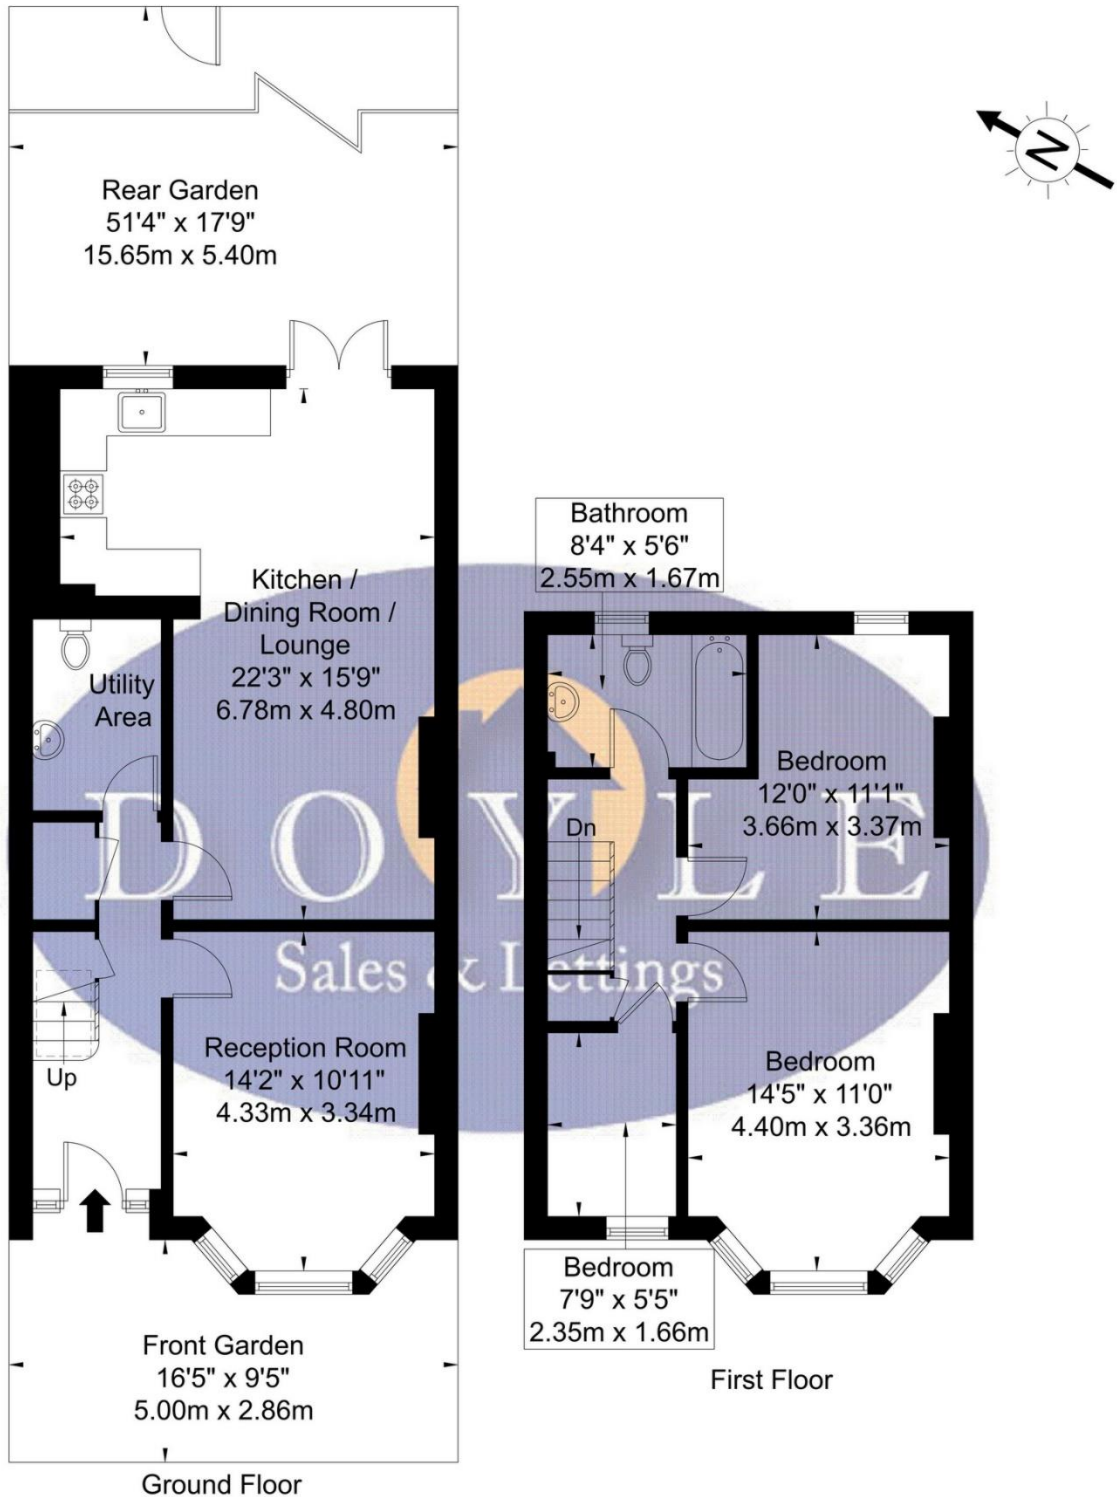 Rear Garden
51'4" x 17'9"
15.65m x 5.40m
N
Kitchen /
Dining Room /
Lounge
22'3" x 15'9"
6.78m x 4.80m
Utility
Area
Bathroom
8'4" x 5'6"
2.55m x 1.67m
Bedroom
12'0" x 11'1"
3.66m x 3.37m
Dn
DOYLE
Sales & Lettings
Up
Reception Room
14'2" x 10'11"
4.33m x 3.34m
Bedroom
14'5" x 11'0"
4.40m x 3.36m
Bedroom
7'9" x 5'5"
2.35m x 1.66m
Front Garden
16'5" x 9'5"
5.00m x 2.86m
First Floor
Ground Floor